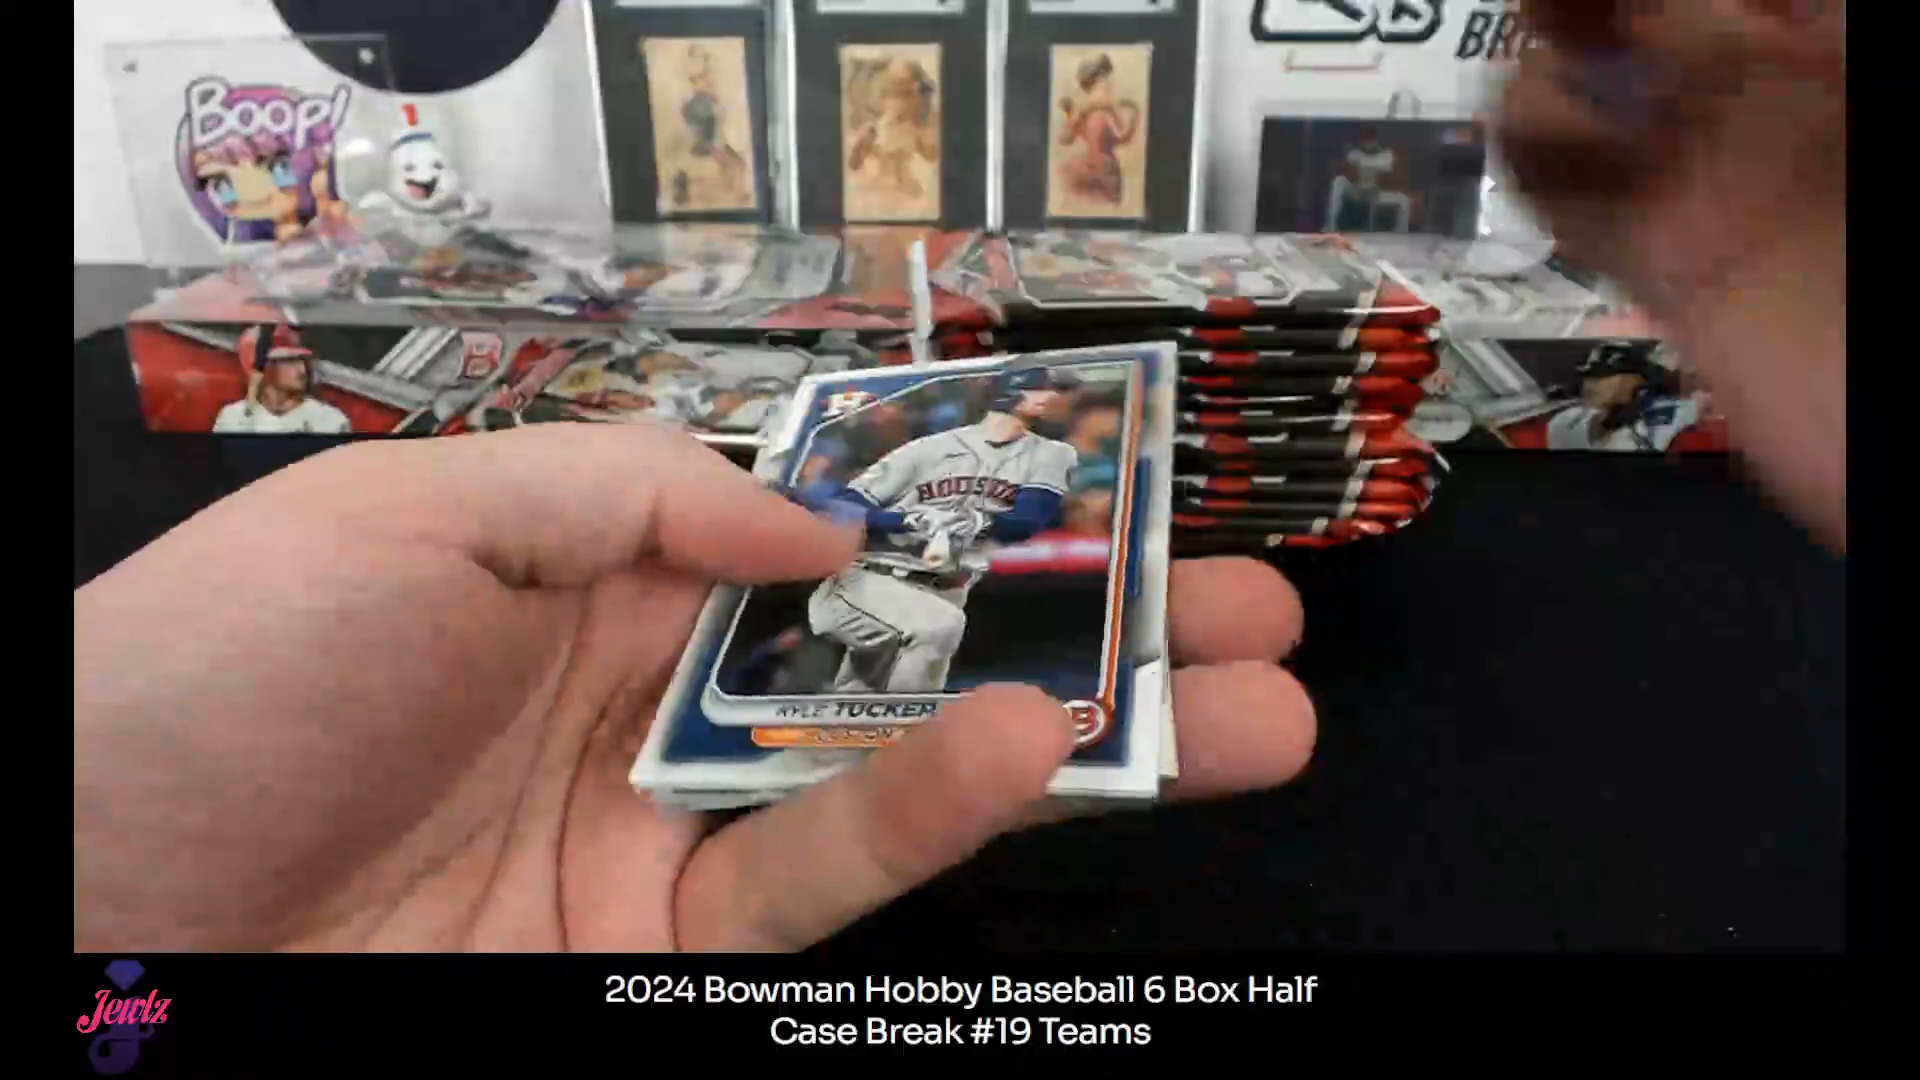 Boop!
HOUSTON
KYLE TUCKER
B
Jewlz
2024 Bowman Hobby Baseball 6 Box Half
Case Break #19 Teams